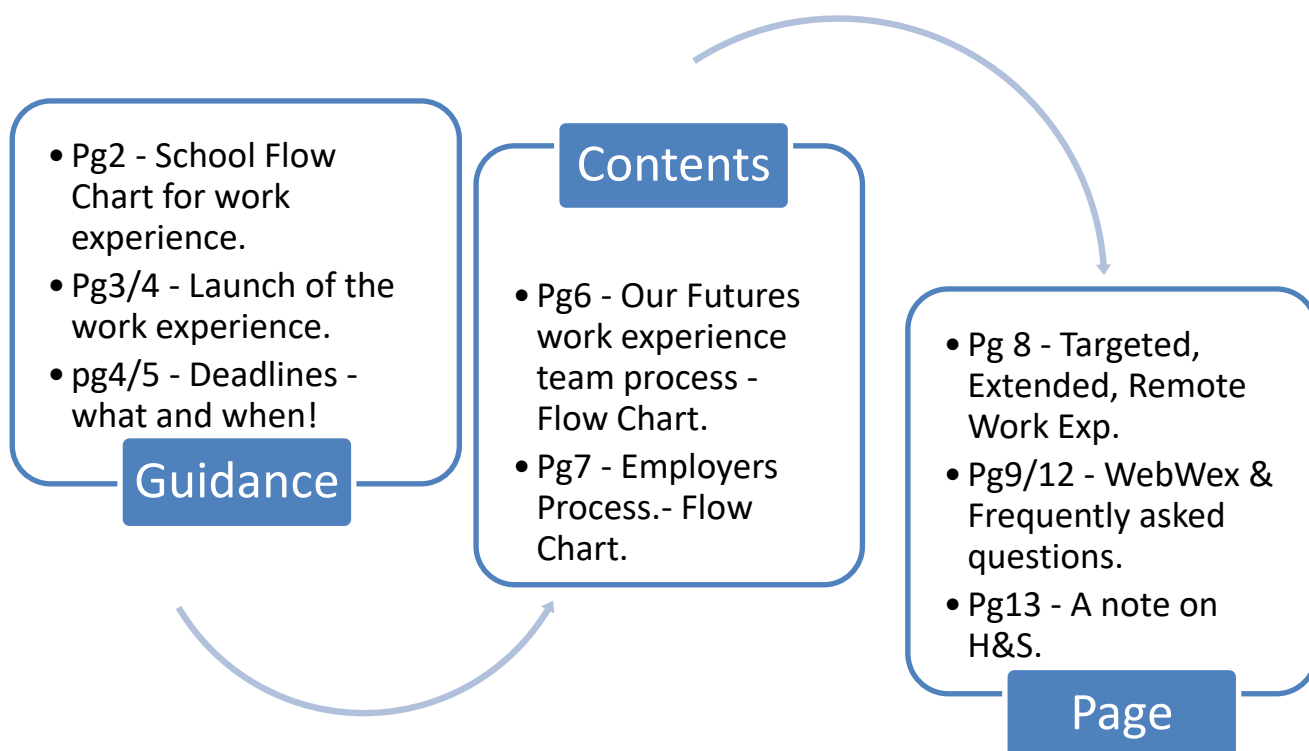 • Pg2 - School Flow
Chart for work
experience.
• Pg3/4 - Launch of the
work experience.
• pg4/5 - Deadlines -
what and when!
Guidance
Contents
• Pg6 - Our Futures
work experience
team process -
Flow Chart.
• Pg7 - Employers
Process.- Flow
Chart.
• Pg 8 - Targeted,
Extended, Remote
Work Exp.
• Pg9/12 - WebWex &
Frequently asked
questions.
• Pg13 - A note on
H&S.
Page